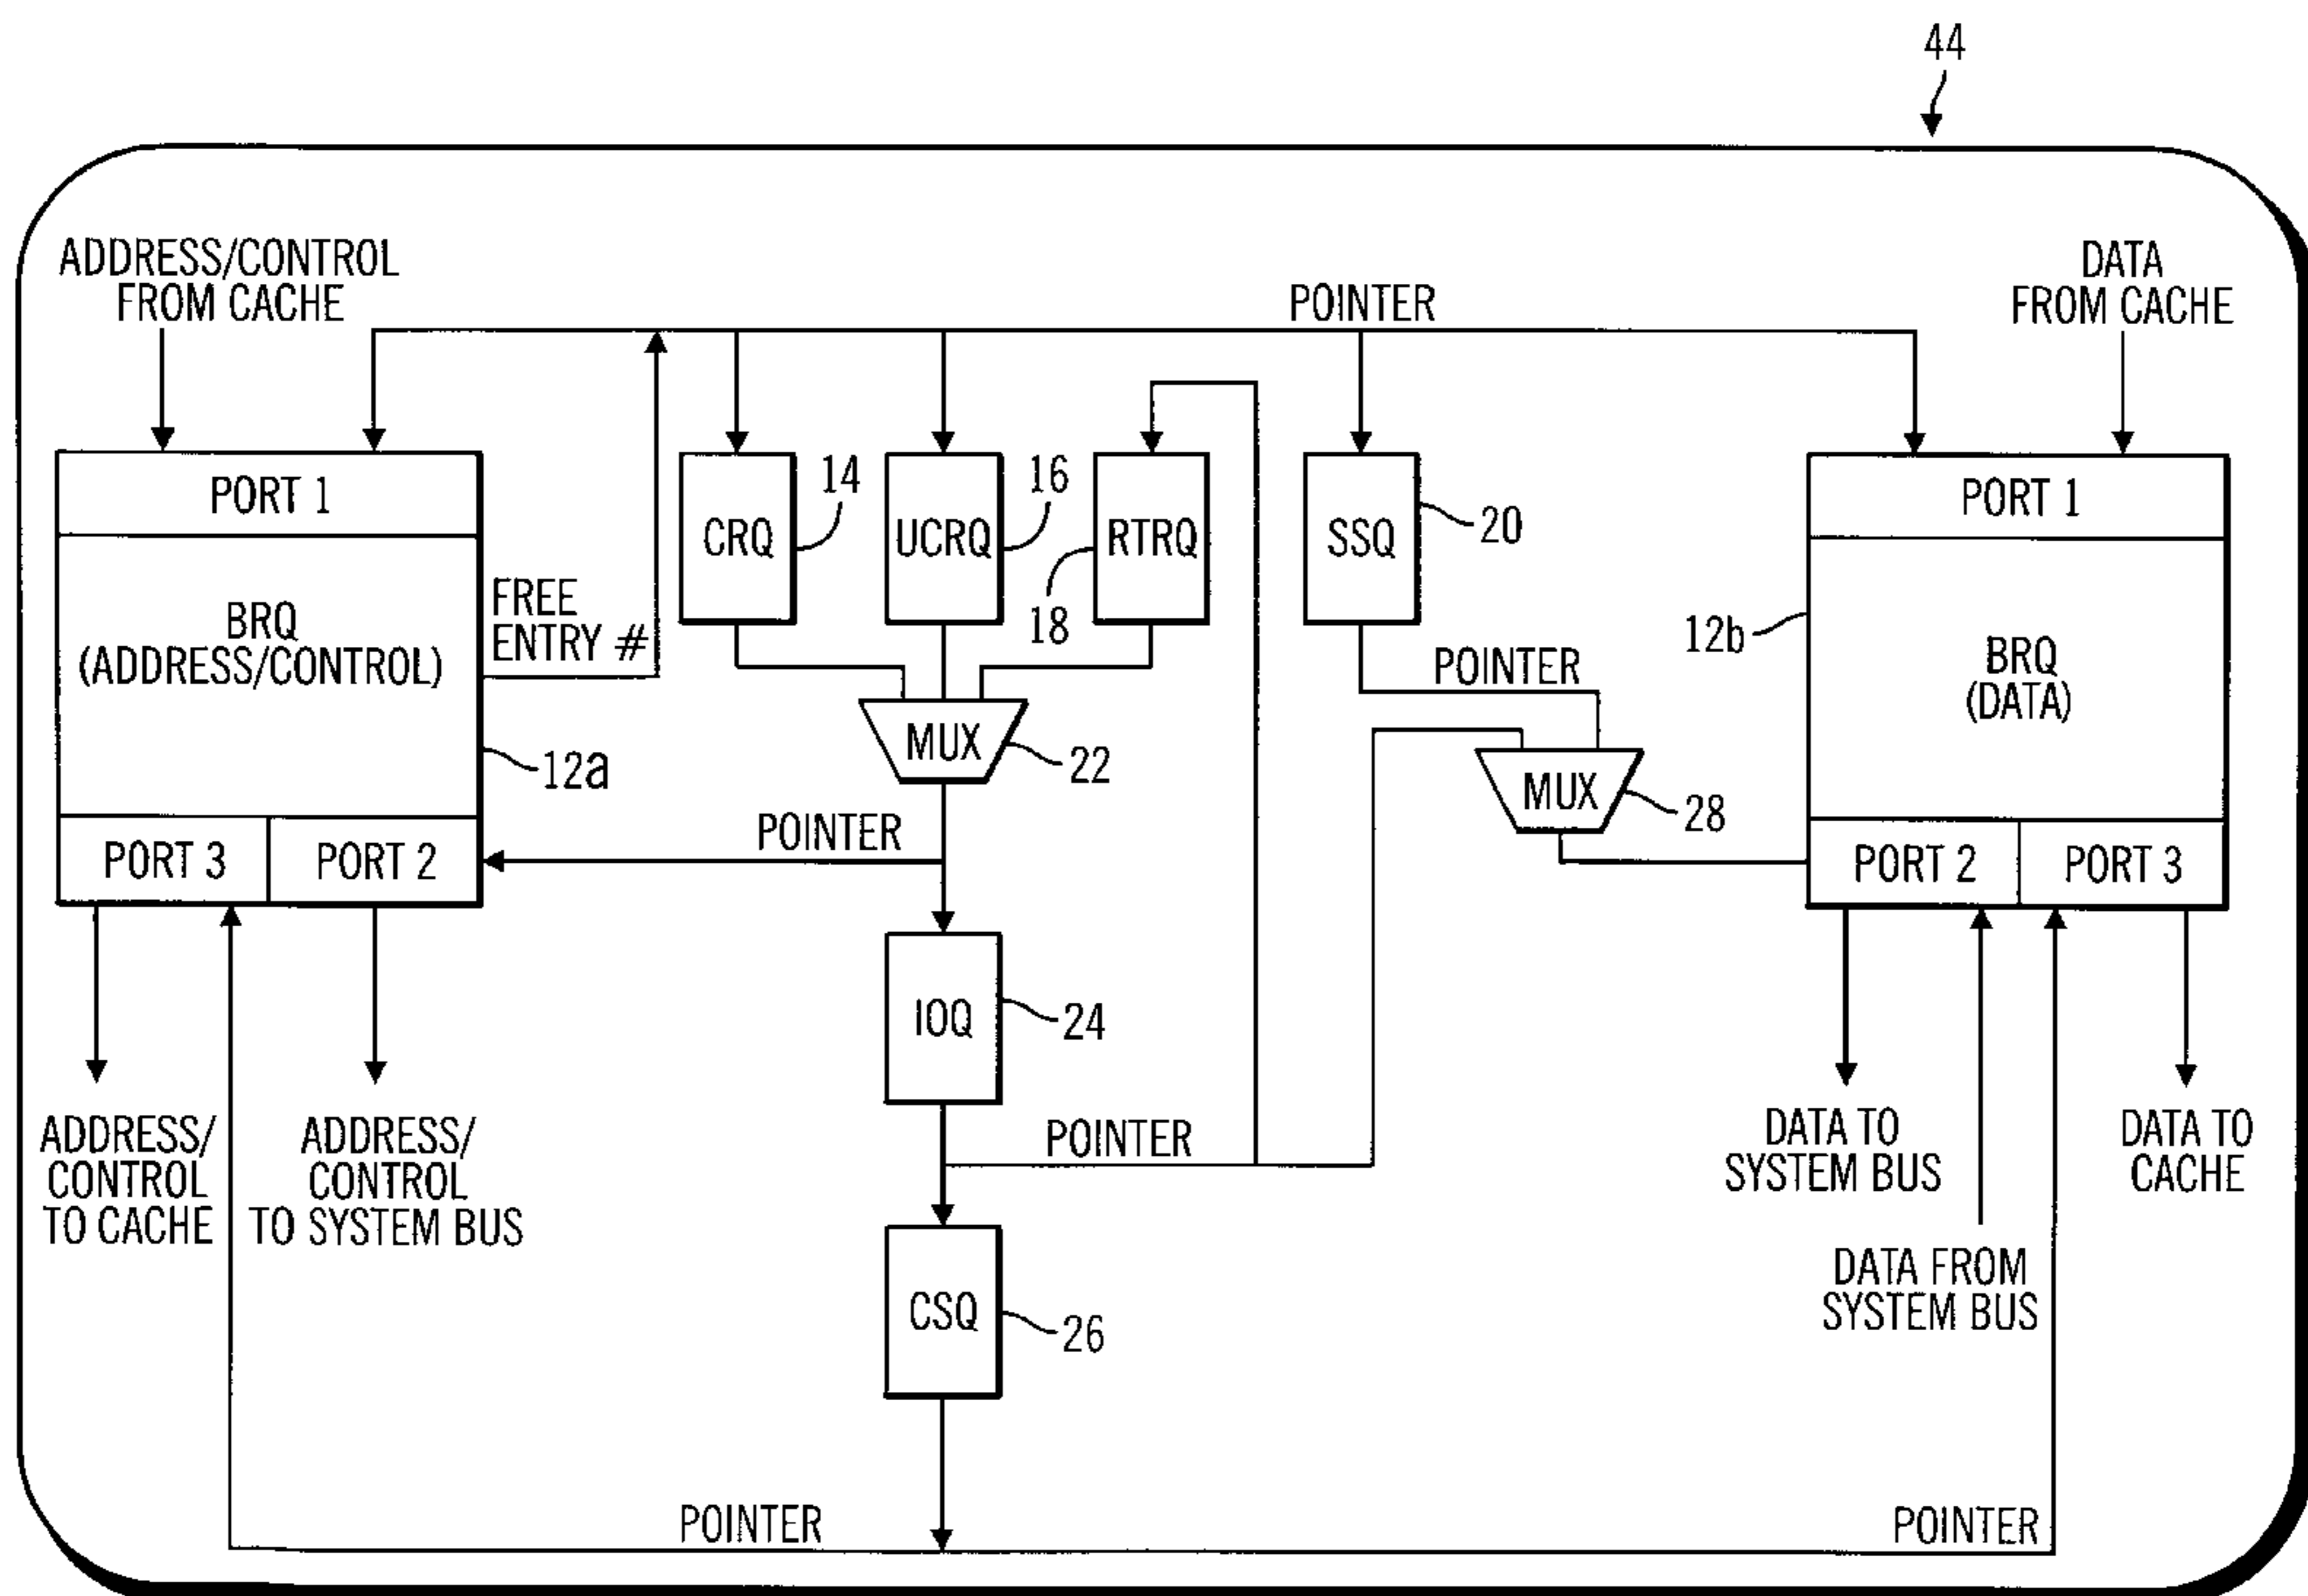 44
ADDRESS/CONTROL
FROM CACHE
POINTER
DATA
FROM CACHE
PORT 1
BRQ
(ADDRESS/CONTROL)
PORT 3
PORT 2
12a
FREE
ENTRY #
CRQ
14
UCRQ
16
RTRQ
18
SSQ
20
MUX
22
POINTER
POINTER
MUX
28
12b
PORT 1
BRQ
(DATA)
PORT 2
PORT 3
IOQ
24
POINTER
CSQ
26
ADDRESS/
CONTROL
TO CACHE
ADDRESS/
CONTROL
TO SYSTEM BUS
DATA TO
SYSTEM BUS
DATA TO
CACHE
DATA FROM
SYSTEM BUS
POINTER
POINTER